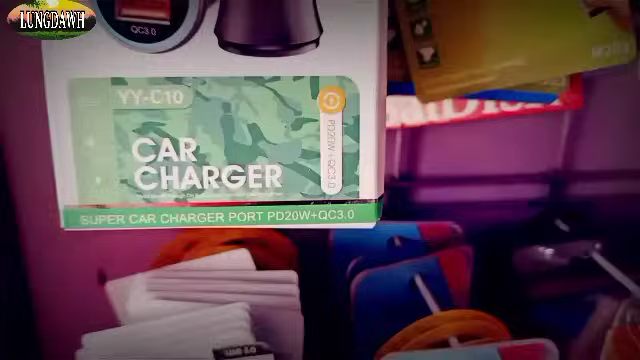 LUNGDAWH
QC3.0
YY-C10
PD20W+QC3.0
CAR
CHARGER
SUPER CAR CHARGER PORT PD20W+QC3.0